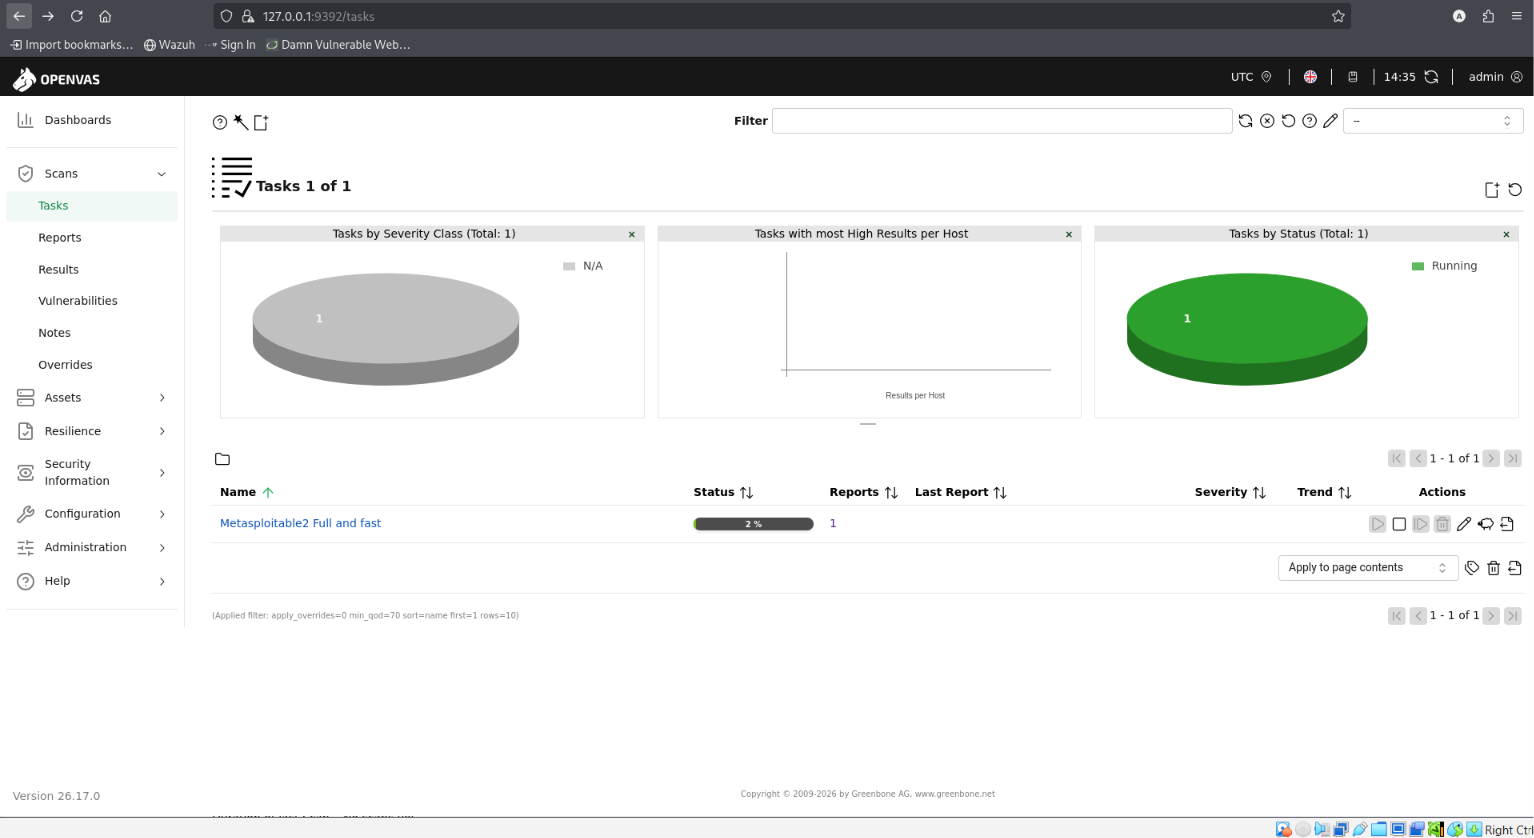 127.0.0.1:9392/tasks
Import bookmarks... Wazuh Sign In Damn Vulnerable Web...
OPENVAS UTC 14:35 admin
Dashboards
Scans
Tasks
Reports
Results
Vulnerabilities
Notes
Overrides
Assets
Resilience
Security
Information
Configuration
Administration
Help
Version 26.17.0
Filter --
Tasks 1 of 1
Tasks by Severity Class (Total: 1) × Tasks with most High Results per Host × Tasks by Status (Total: 1) ×
N/A
1
Results per Host
Running
1
1 - 1 of 1
Name Status Reports Last Report Severity Trend Actions
Metasploitable2 Full and fast 2 % 1
Apply to page contents
(Applied filter: apply_overrides=0 min_qod=70 sort=name first=1 rows=10) 1 - 1 of 1
Copyright © 2009-2026 by Greenbone AG, www.greenbone.net